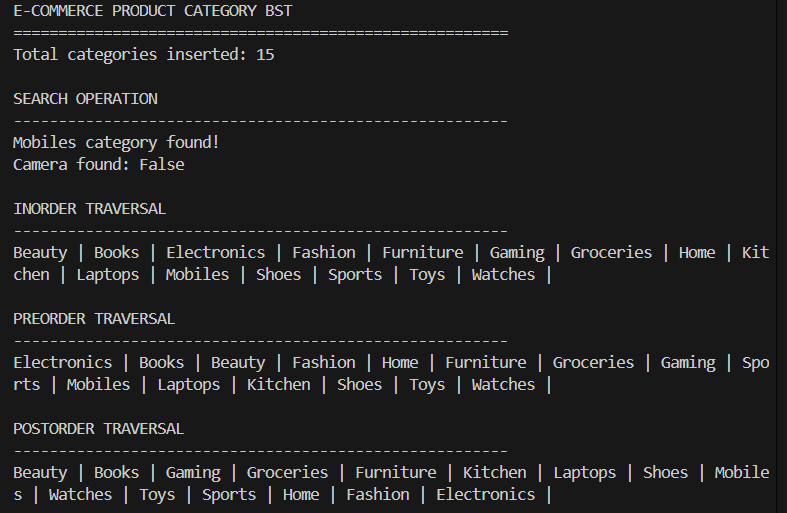 E-COMMERCE PRODUCT CATEGORY BST
=======================================================
Total categories inserted: 15
SEARCH OPERATION
-------------------------------------------------------
Mobiles category found!
Camera found: False
INORDER TRAVERSAL
-------------------------------------------------------
Beauty | Books | Electronics | Fashion | Furniture | Gaming | Groceries | Home | Kit
chen | Laptops | Mobiles | Shoes | Sports | Toys | Watches |
PREORDER TRAVERSAL
-------------------------------------------------------
Electronics | Books | Beauty | Fashion | Home | Furniture | Groceries | Gaming | Spo
rts | Mobiles | Laptops | Kitchen | Shoes | Toys | Watches |
POSTORDER TRAVERSAL
-------------------------------------------------------
Beauty | Books | Gaming | Groceries | Furniture | Kitchen | Laptops | Shoes | Mobile
s | Watches | Toys | Sports | Home | Fashion | Electronics |